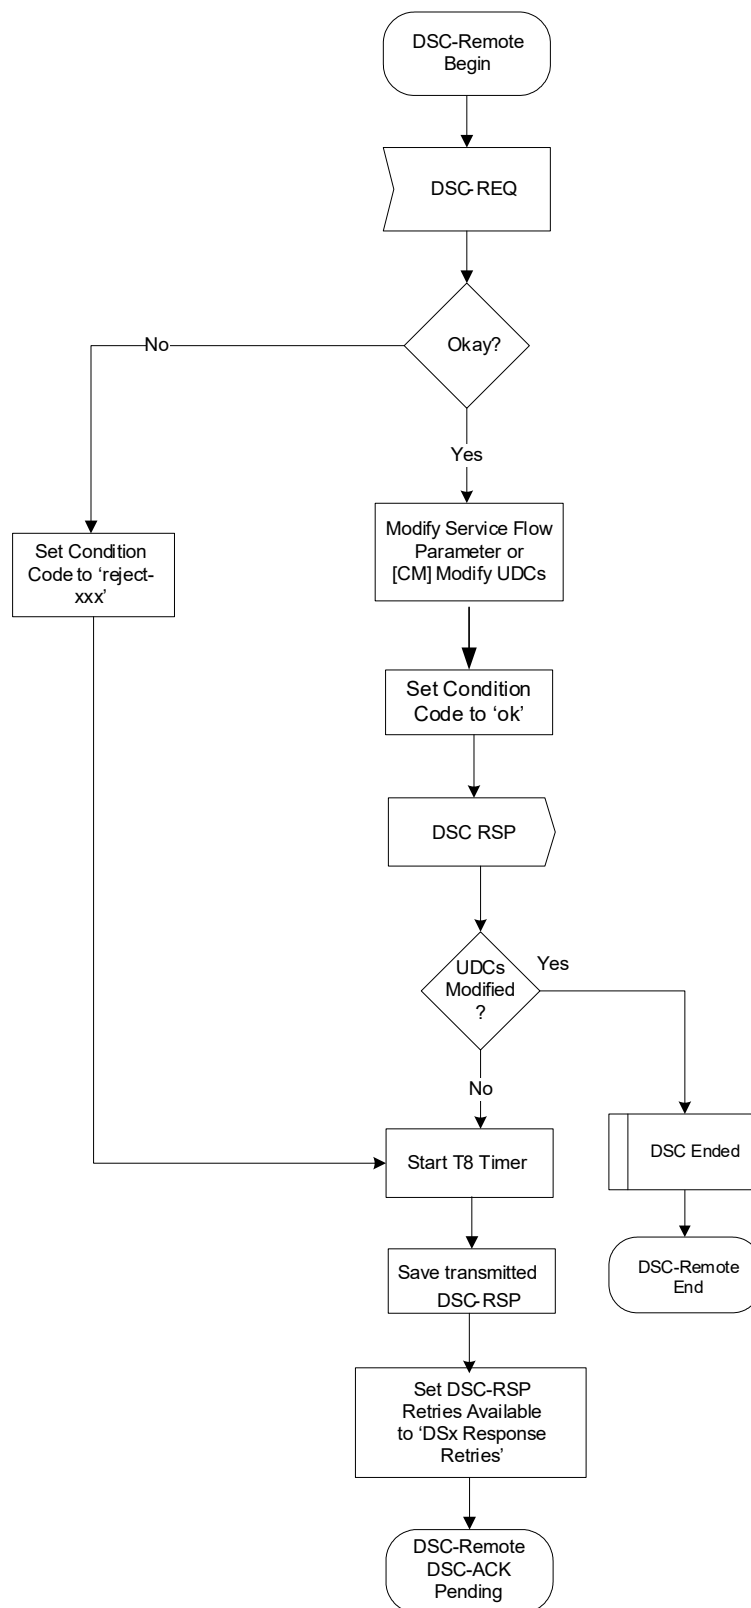 DSC-Remote
Begin
DSC-REQ
Okay?
No
Yes
Set Condition
Code to ‘reject-
xxx’
Modify Service Flow
Parameter or
[CM] Modify UDCs
Set Condition
Code to ‘ok’
DSC RSP
UDCs
Modified
?
Yes
No
Start T8 Timer
DSC Ended
Save transmitted
DSC-RSP
DSC-Remote
End
Set DSC-RSP
Retries Available
to ‘DSx Response
Retries’
DSC-Remote
DSC-ACK
Pending